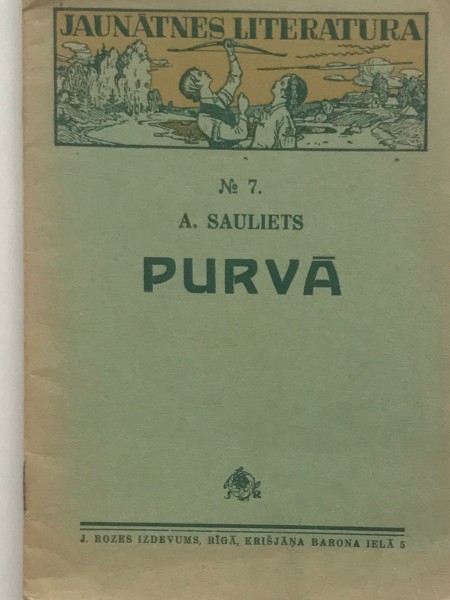 JAUNĀTNES LITERATURA
№ 7.
A. SAULIETS
PURVĀ
J R
J. ROZES IZDEVUMS, RĪGĀ, KRIŠJĀŅA BARONA IELĀ 5